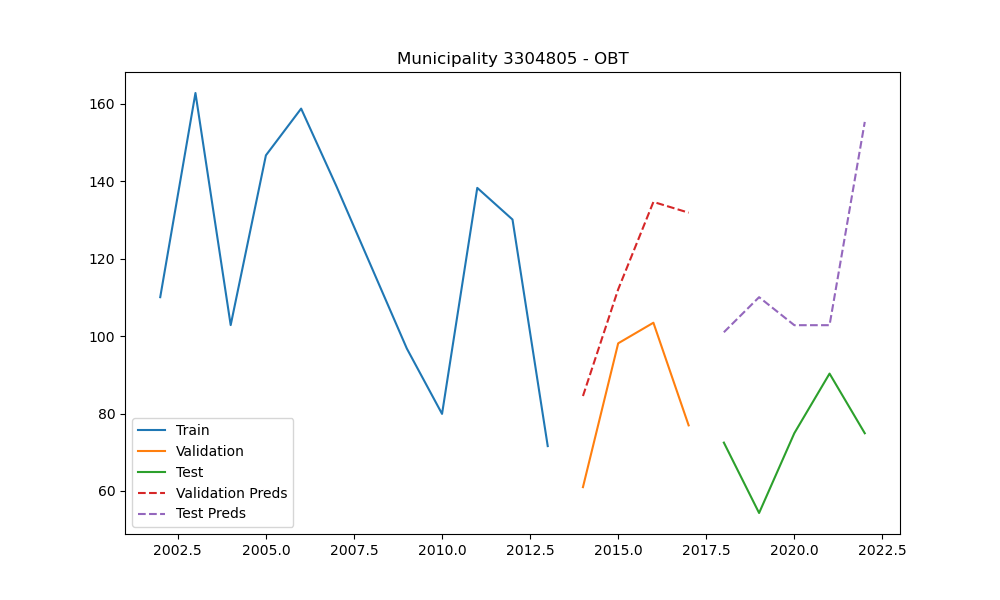 Municipality 3304805 - OBT
160
140
120
100
80
60
Train
Validation
Test
Validation Preds
Test Preds
2002.5 2005.0 2007.5 2010.0 2012.5 2015.0 2017.5 2020.0 2022.5